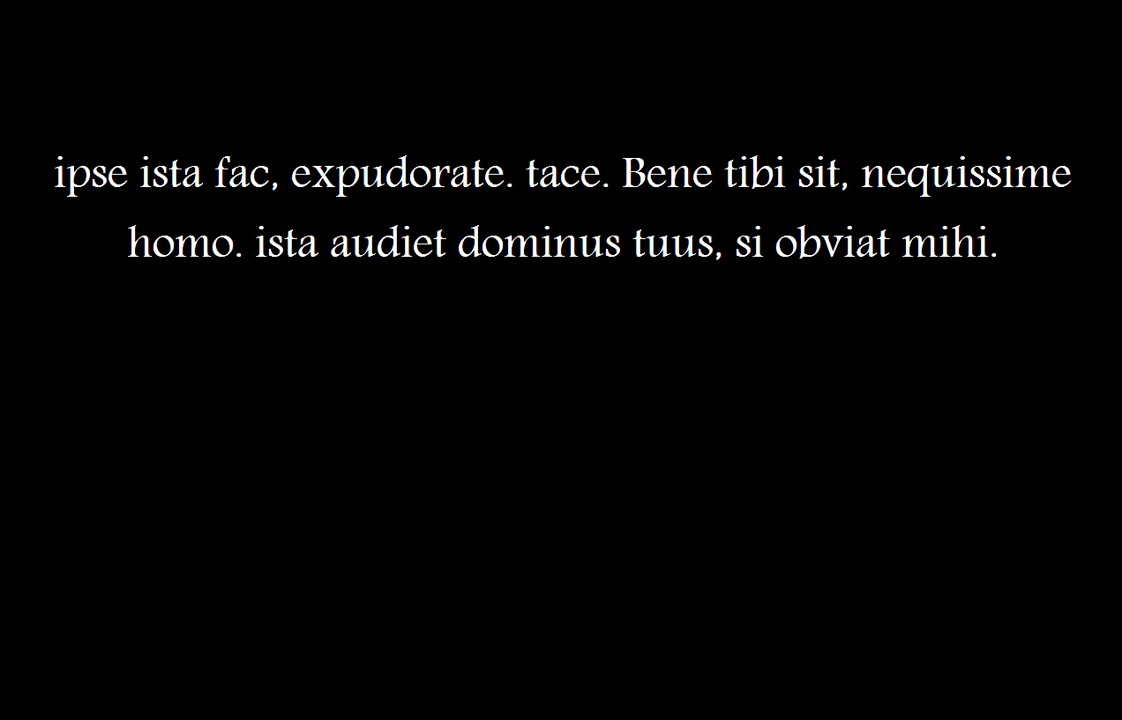 ipse ista fac, expudorate. tace. Bene tibi sit, nequissime
homo. ista audiet dominus tuus, si obviat mihi.